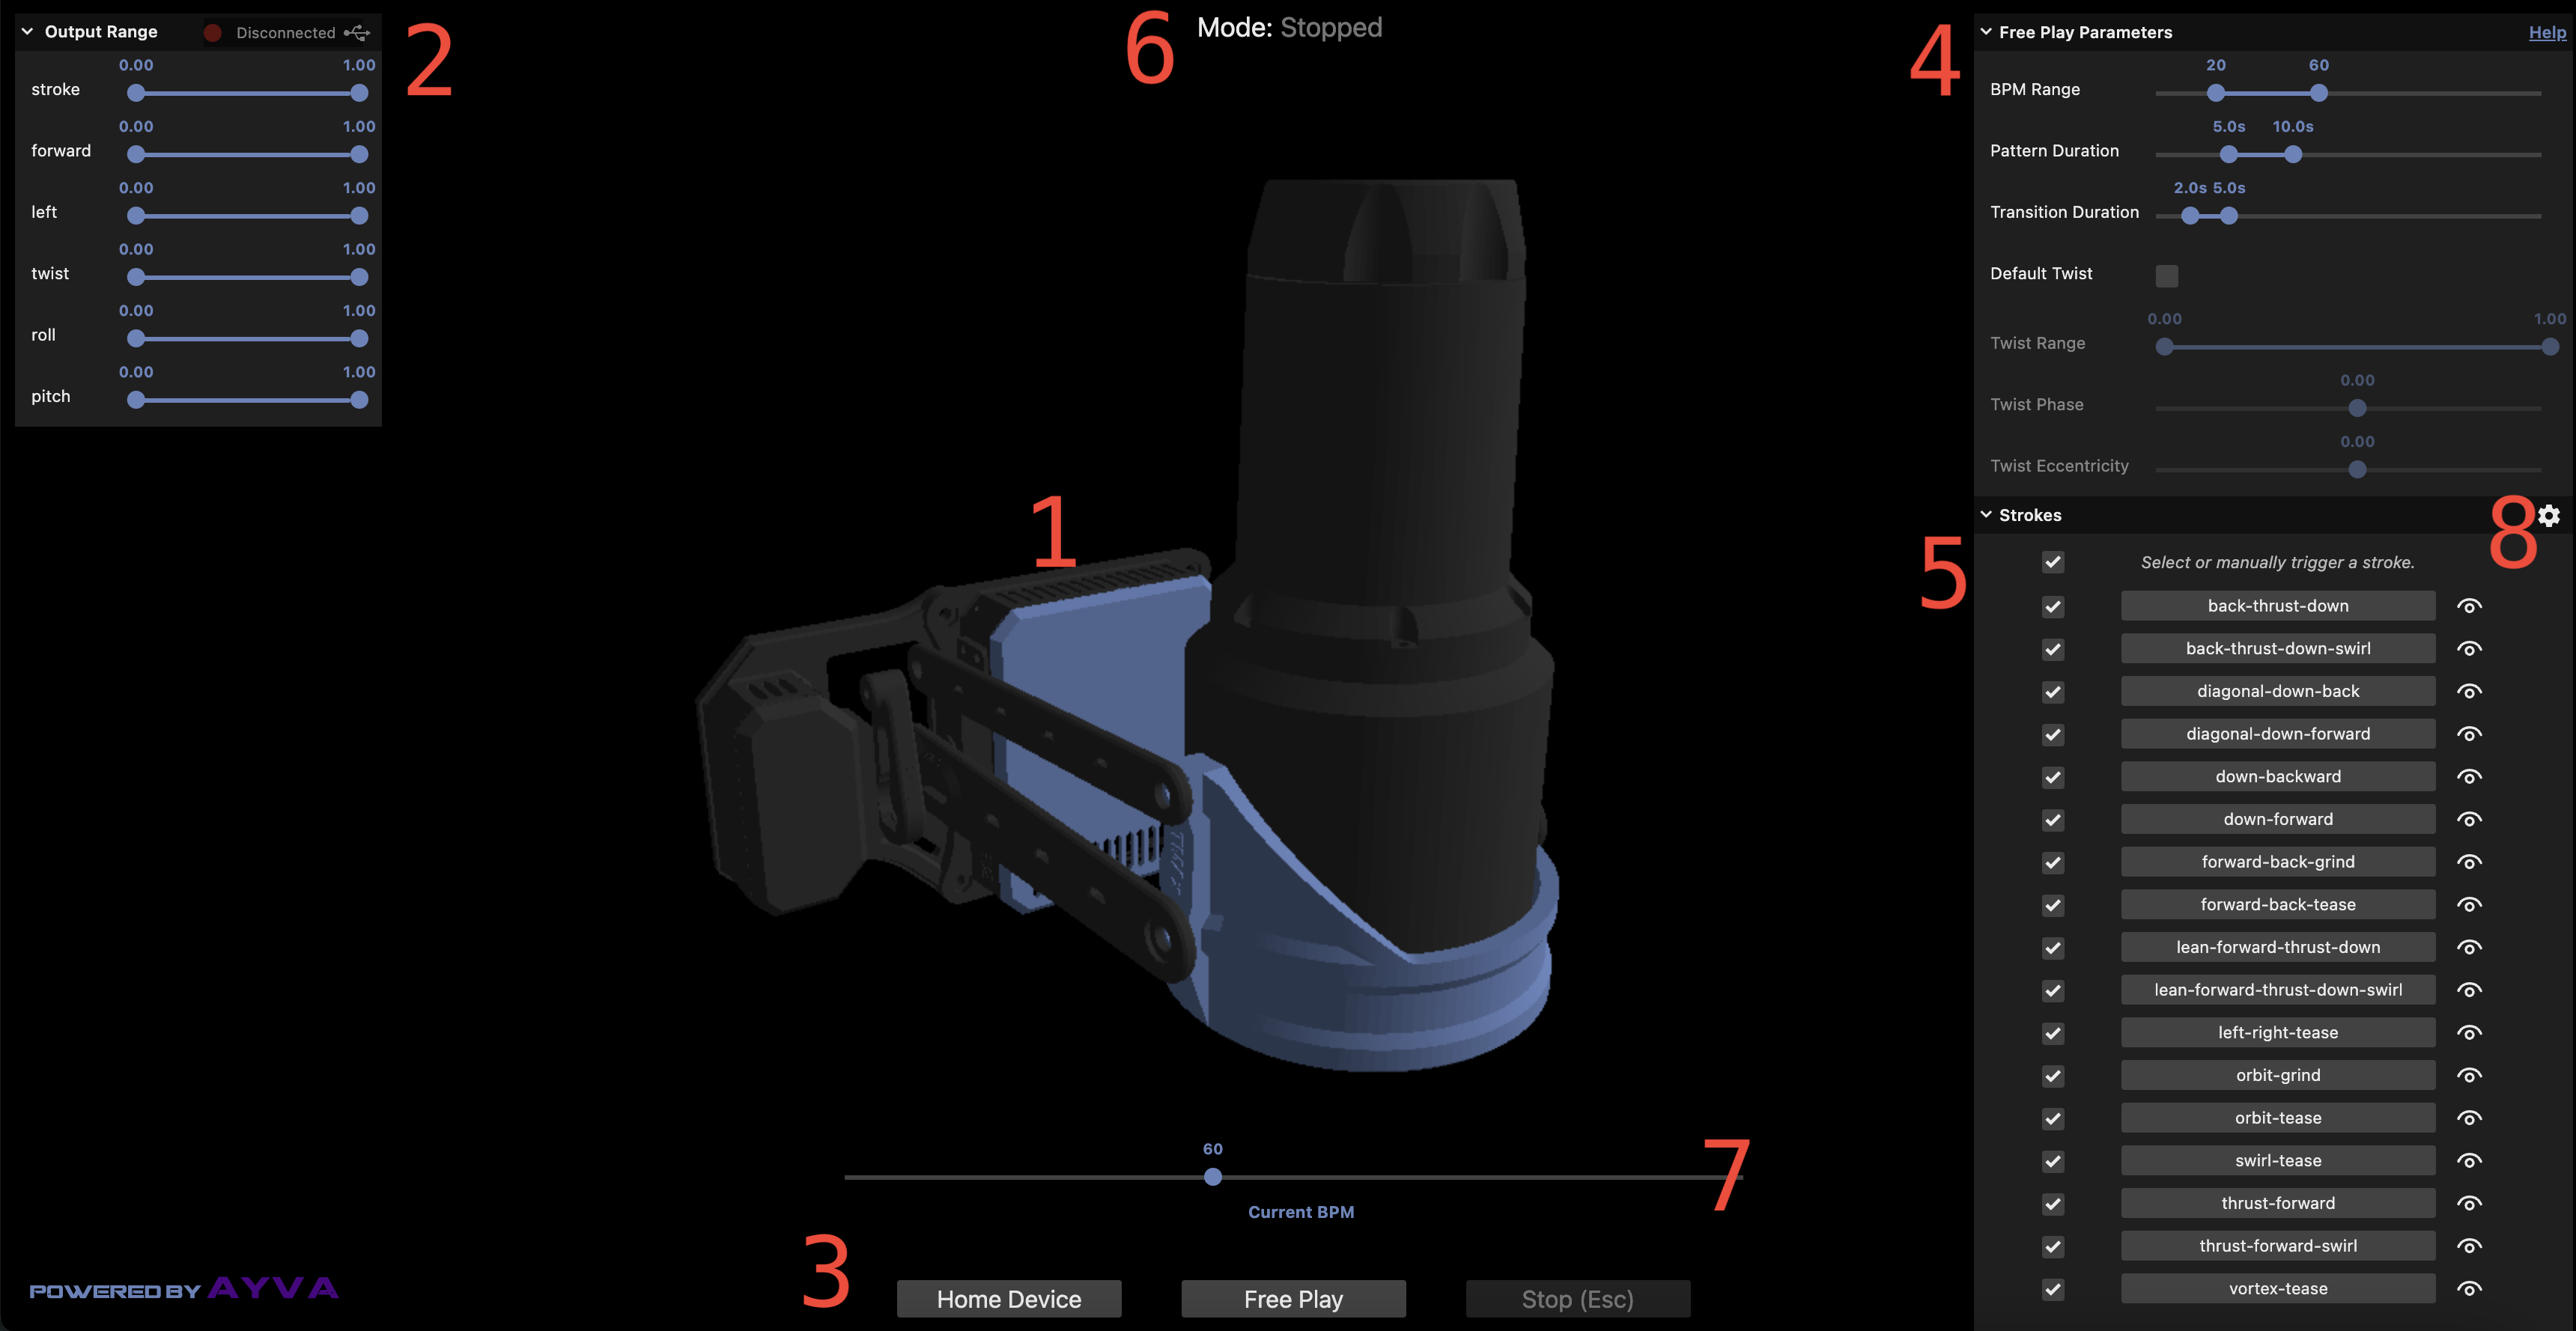 Output Range
Disconnected
2
0.00 1.00
stroke
0.00 1.00
forward
0.00 1.00
left
0.00 1.00
twist
0.00 1.00
roll
0.00 1.00
pitch
6
Mode: Stopped
1
4
Free Play Parameters
Help
20 60
BPM Range
5.0s 10.0s
Pattern Duration
2.0s 5.0s
Transition Duration
Default Twist
0.00 1.00
Twist Range
0.00
Twist Phase
0.00
Twist Eccentricity
Strokes
8
5
Select or manually trigger a stroke.
back-thrust-down
back-thrust-down-swirl
diagonal-down-back
diagonal-down-forward
down-backward
down-forward
forward-back-grind
forward-back-tease
lean-forward-thrust-down
lean-forward-thrust-down-swirl
left-right-tease
orbit-grind
orbit-tease
swirl-tease
thrust-forward
thrust-forward-swirl
vortex-tease
60
7
Current BPM
3
Home Device
Free Play
Stop (Esc)
POWERED BY AYVA